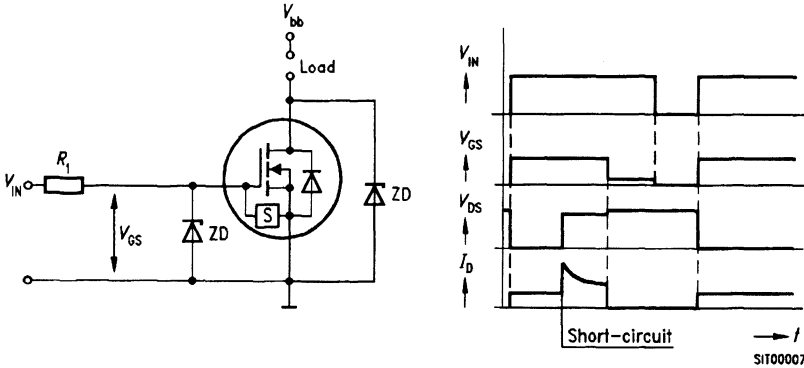 V_bb
Load
R_1
V_IN
V_GS
ZD
S
ZD
V_IN
V_GS
V_DS
I_D
Short-circuit
t
SIT00007